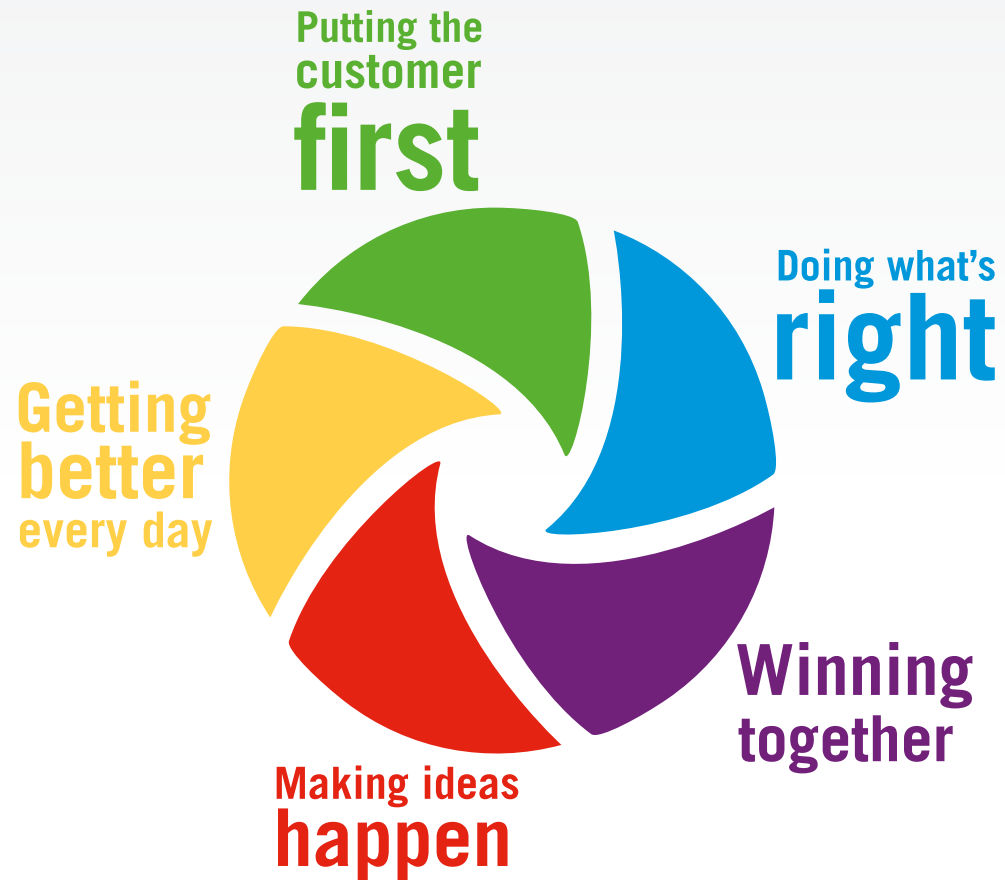 Putting the
customer
first
Doing what’s
right
Getting
better
every day
Winning
together
Making ideas
happen